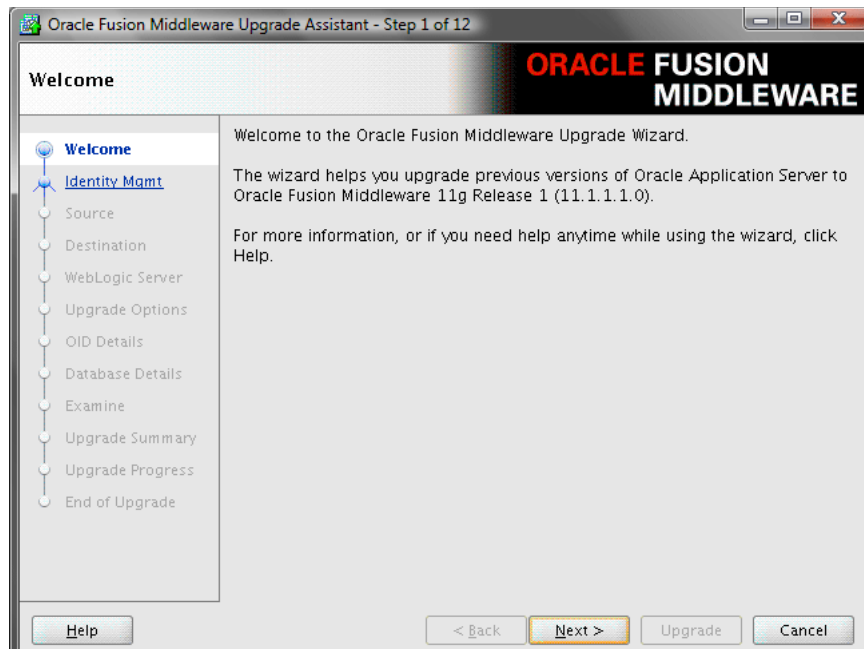 Oracle Fusion Middleware Upgrade Assistant - Step 1 of 12
Welcome
ORACLE FUSION
MIDDLEWARE
Welcome
Identity Mgmt
Source
Destination
WebLogic Server
Upgrade Options
OID Details
Database Details
Examine
Upgrade Summary
Upgrade Progress
End of Upgrade
Welcome to the Oracle Fusion Middleware Upgrade Wizard.
The wizard helps you upgrade previous versions of Oracle Application Server to
Oracle Fusion Middleware 11g Release 1 (11.1.1.1.0).
For more information, or if you need help anytime while using the wizard, click
Help.
Help
< Back
Next >
Upgrade
Cancel